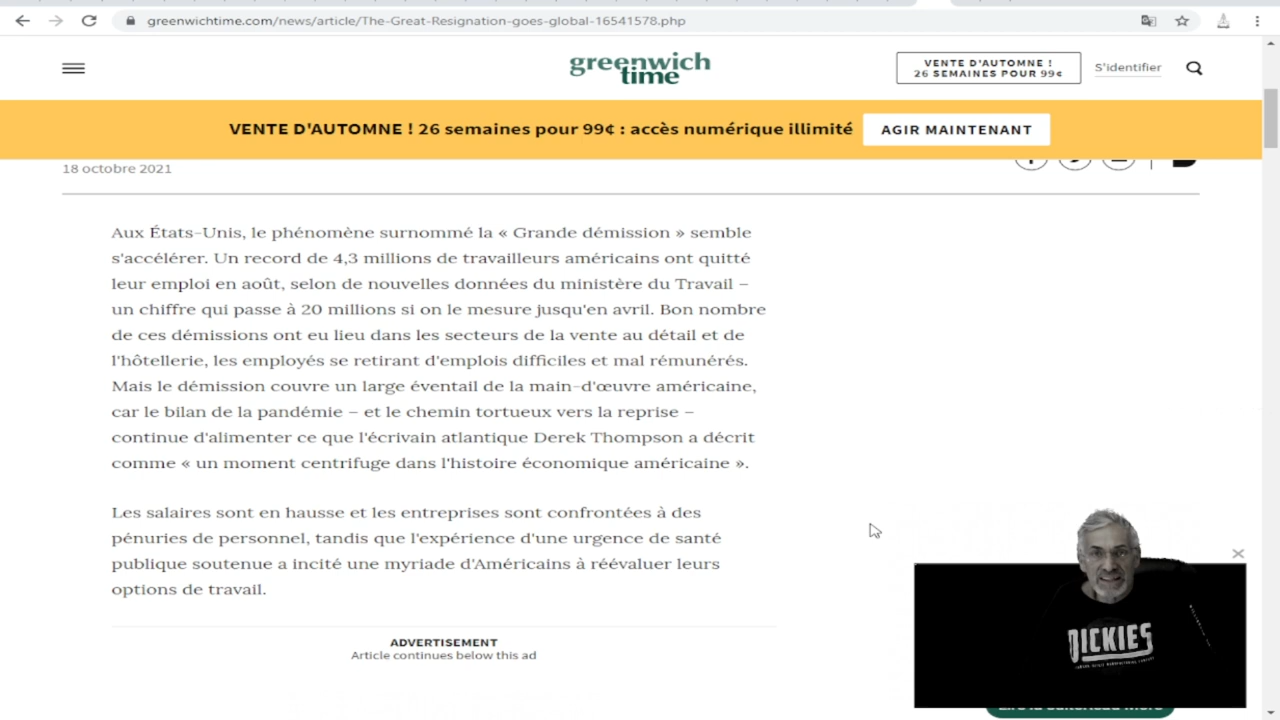 greenwichtime.com/news/article/The-Great-Resignation-goes-global-16541578.php
greenwich
time
VENTE D'AUTOMNE !
26 SEMAINES POUR 99¢
S'identifier
VENTE D'AUTOMNE ! 26 semaines pour 99¢ : accès numérique illimité
AGIR MAINTENANT
18 octobre 2021
Aux États-Unis, le phénomène surnommé la « Grande démission » semble
s'accélérer. Un record de 4,3 millions de travailleurs américains ont quitté
leur emploi en août, selon de nouvelles données du ministère du Travail –
un chiffre qui passe à 20 millions si on le mesure jusqu'en avril. Bon nombre
de ces démissions ont eu lieu dans les secteurs de la vente au détail et de
l'hôtellerie, les employés se retirant d'emplois difficiles et mal rémunérés.
Mais le démission couvre un large éventail de la main-d'œuvre américaine,
car le bilan de la pandémie – et le chemin tortueux vers la reprise –
continue d'alimenter ce que l'écrivain atlantique Derek Thompson a décrit
comme « un moment centrifuge dans l'histoire économique américaine ».
Les salaires sont en hausse et les entreprises sont confrontées à des
pénuries de personnel, tandis que l'expérience d'une urgence de santé
publique soutenue a incité une myriade d'Américains à réévaluer leurs
options de travail.
ADVERTISEMENT
Article continues below this ad
DICKIES